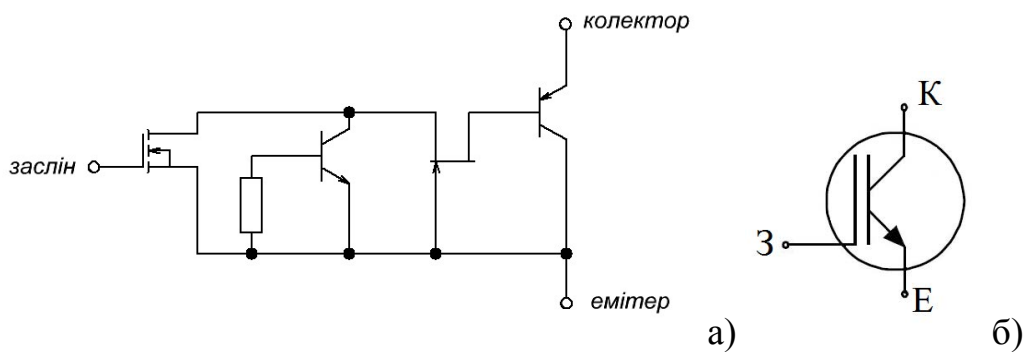 колектор
заслін
емітер
а)
К
З
Е
б)